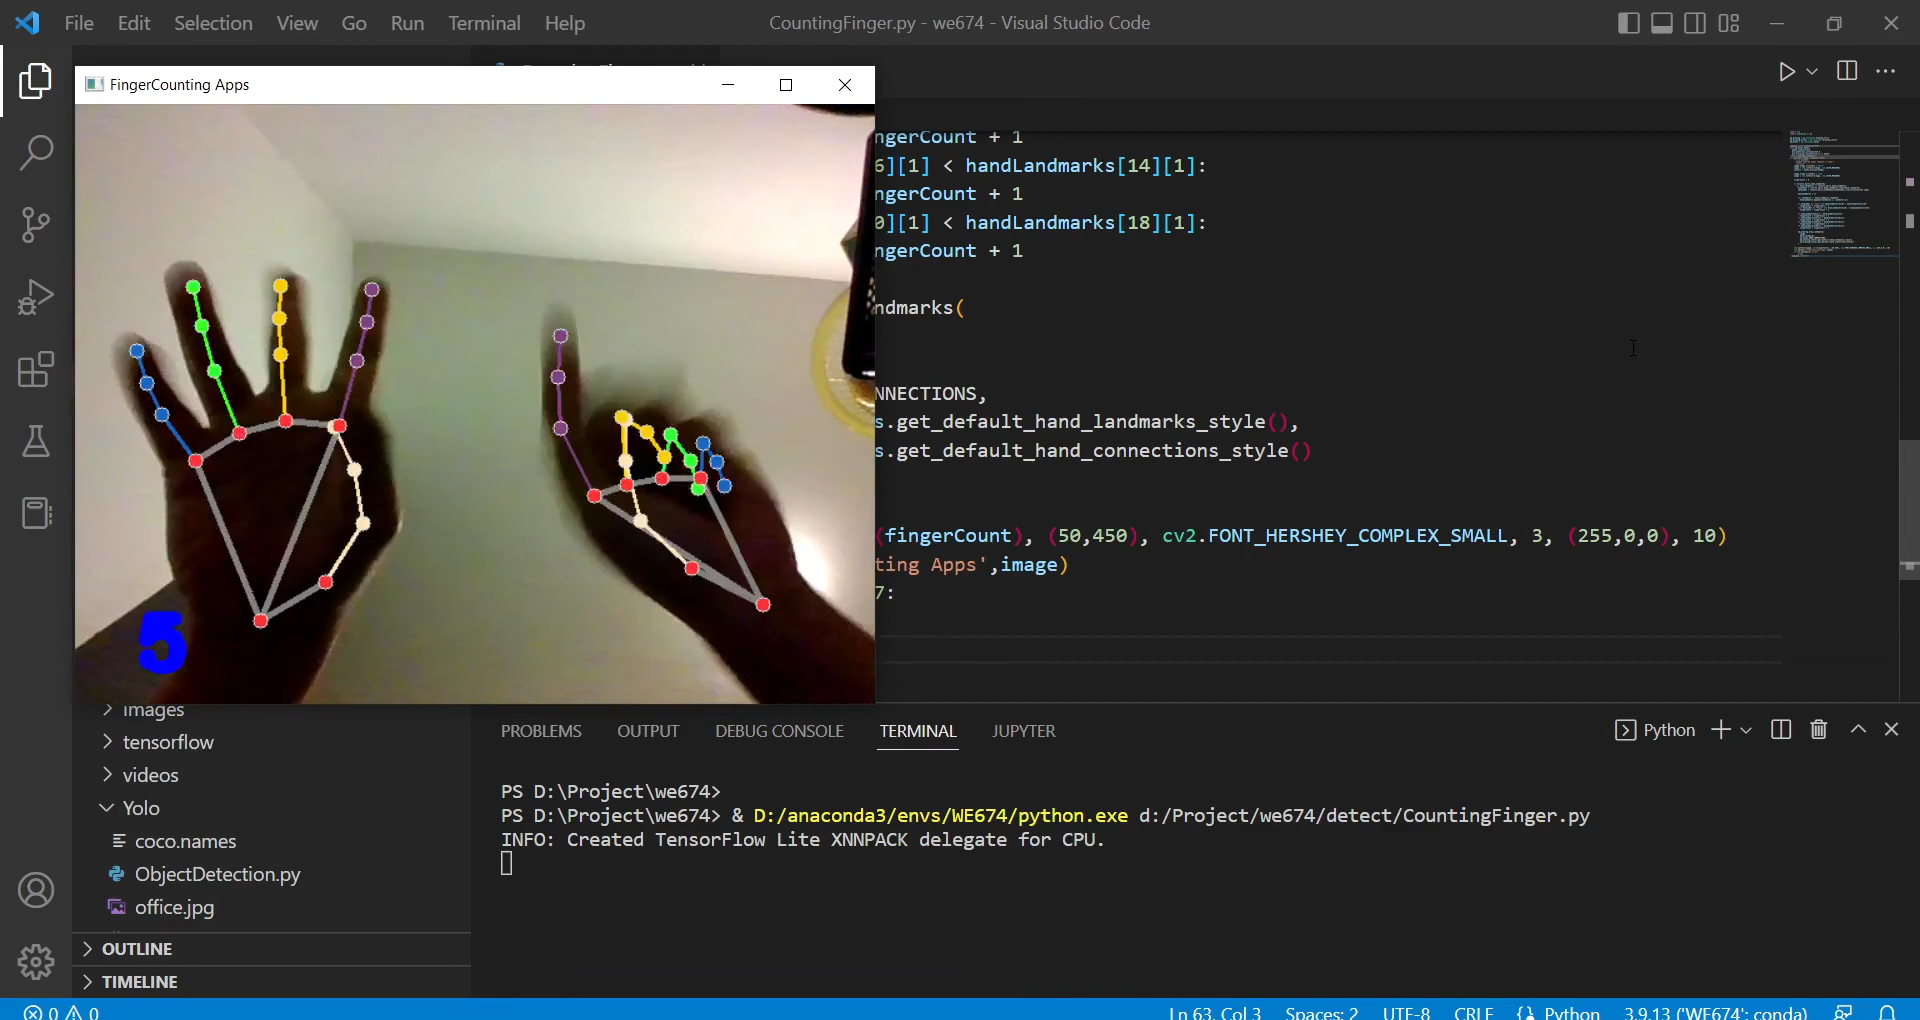 File Edit Selection View Go Run Terminal Help
CountingFinger.py - we674 - Visual Studio Code
FingerCounting Apps
ngerCount + 1
6][1] < handLandmarks[14][1]:
ngerCount + 1
0][1] < handLandmarks[18][1]:
ngerCount + 1
ndmarks(
NNECTIONS,
s.get_default_hand_landmarks_style(),
s.get_default_hand_connections_style()
(fingerCount), (50,450), cv2.FONT_HERSHEY_COMPLEX_SMALL, 3, (255,0,0), 10)
ting Apps',image)
7:
5
images
tensorflow
videos
Yolo
coco.names
ObjectDetection.py
office.jpg
OUTLINE
TIMELINE
PROBLEMS OUTPUT DEBUG CONSOLE TERMINAL JUPYTER
Python
PS D:\Project\we674>
PS D:\Project\we674> & D:/anaconda3/envs/WE674/python.exe d:/Project/we674/detect/CountingFinger.py
INFO: Created TensorFlow Lite XNNPACK delegate for CPU.
0 0
Ln 63, Col 3 Spaces: 2 UTF-8 CRLF Python 3.9.13 ('WE674': conda)